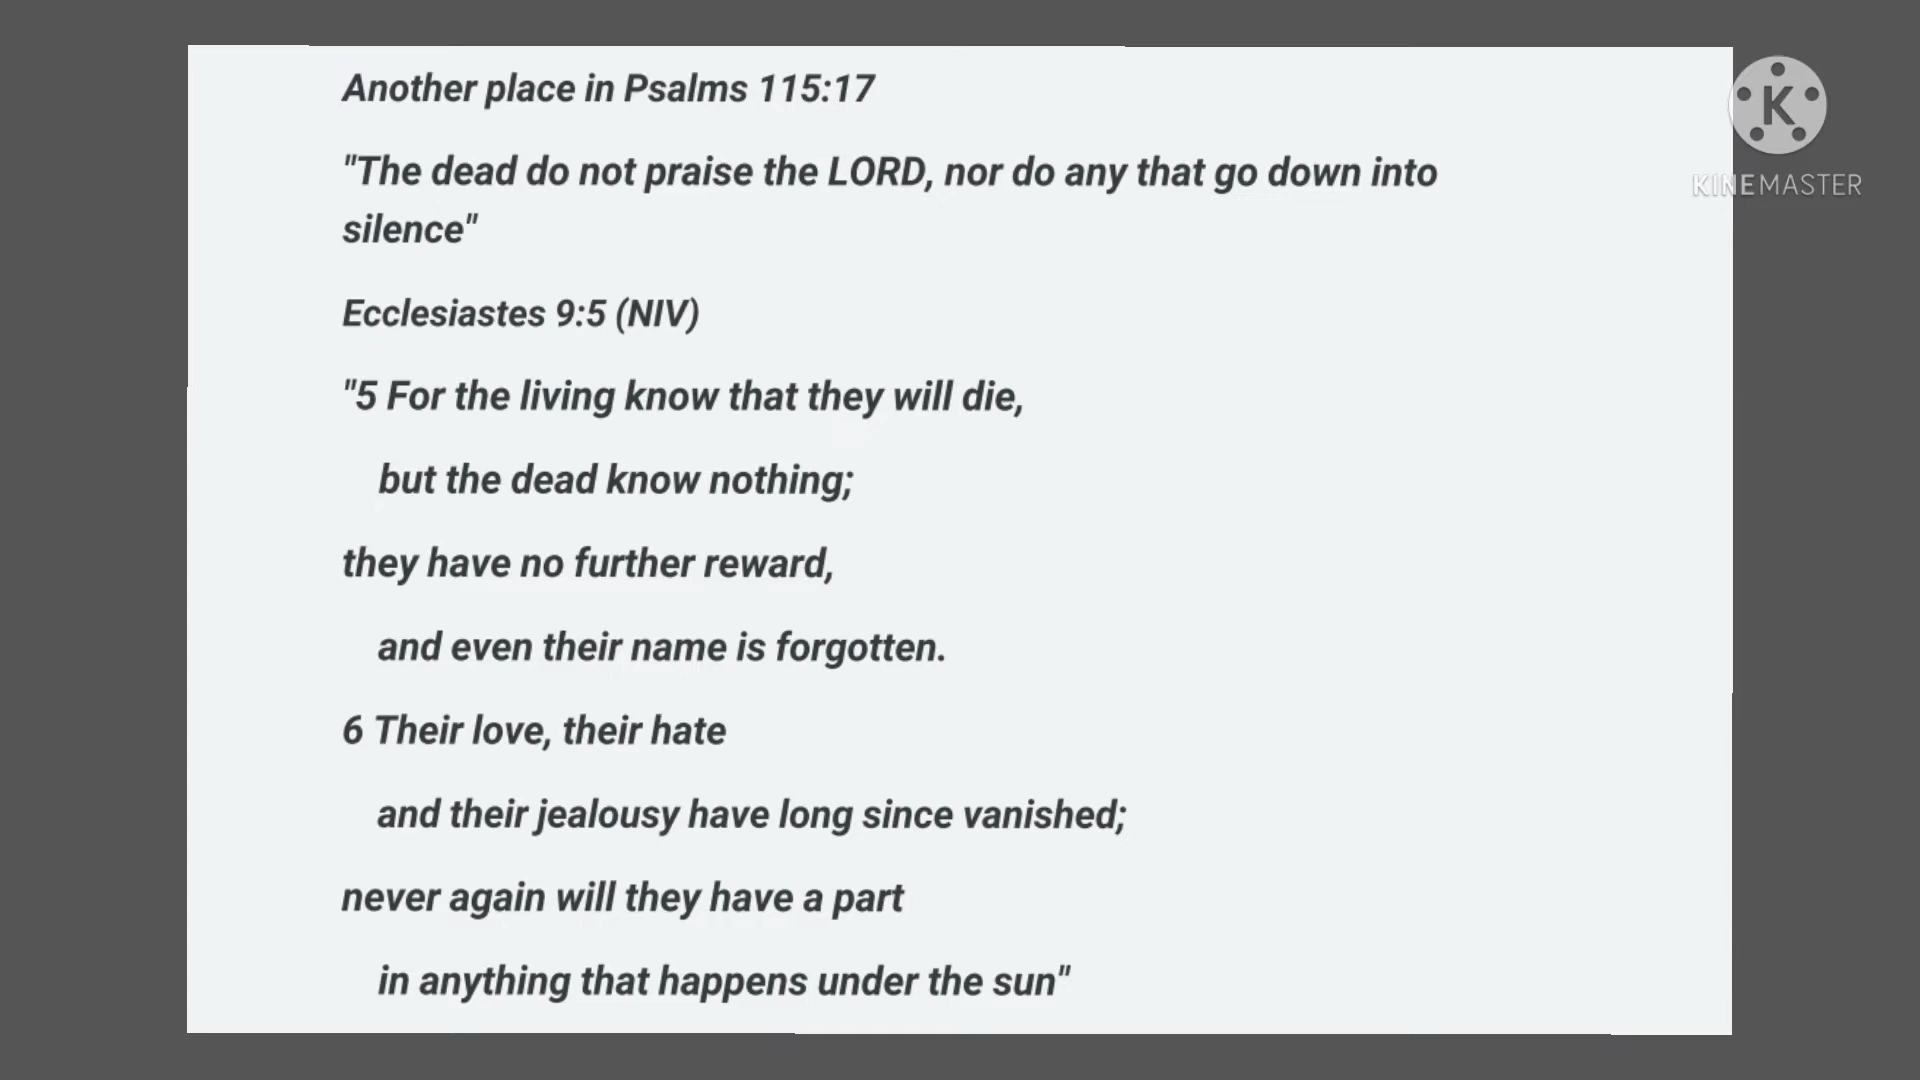 Another place in Psalms 115:17
"The dead do not praise the LORD, nor do any that go down into
silence"
Ecclesiastes 9:5 (NIV)
"5 For the living know that they will die,
but the dead know nothing;
they have no further reward,
and even their name is forgotten.
6 Their love, their hate
and their jealousy have long since vanished;
never again will they have a part
in anything that happens under the sun"
K
KINEMASTER